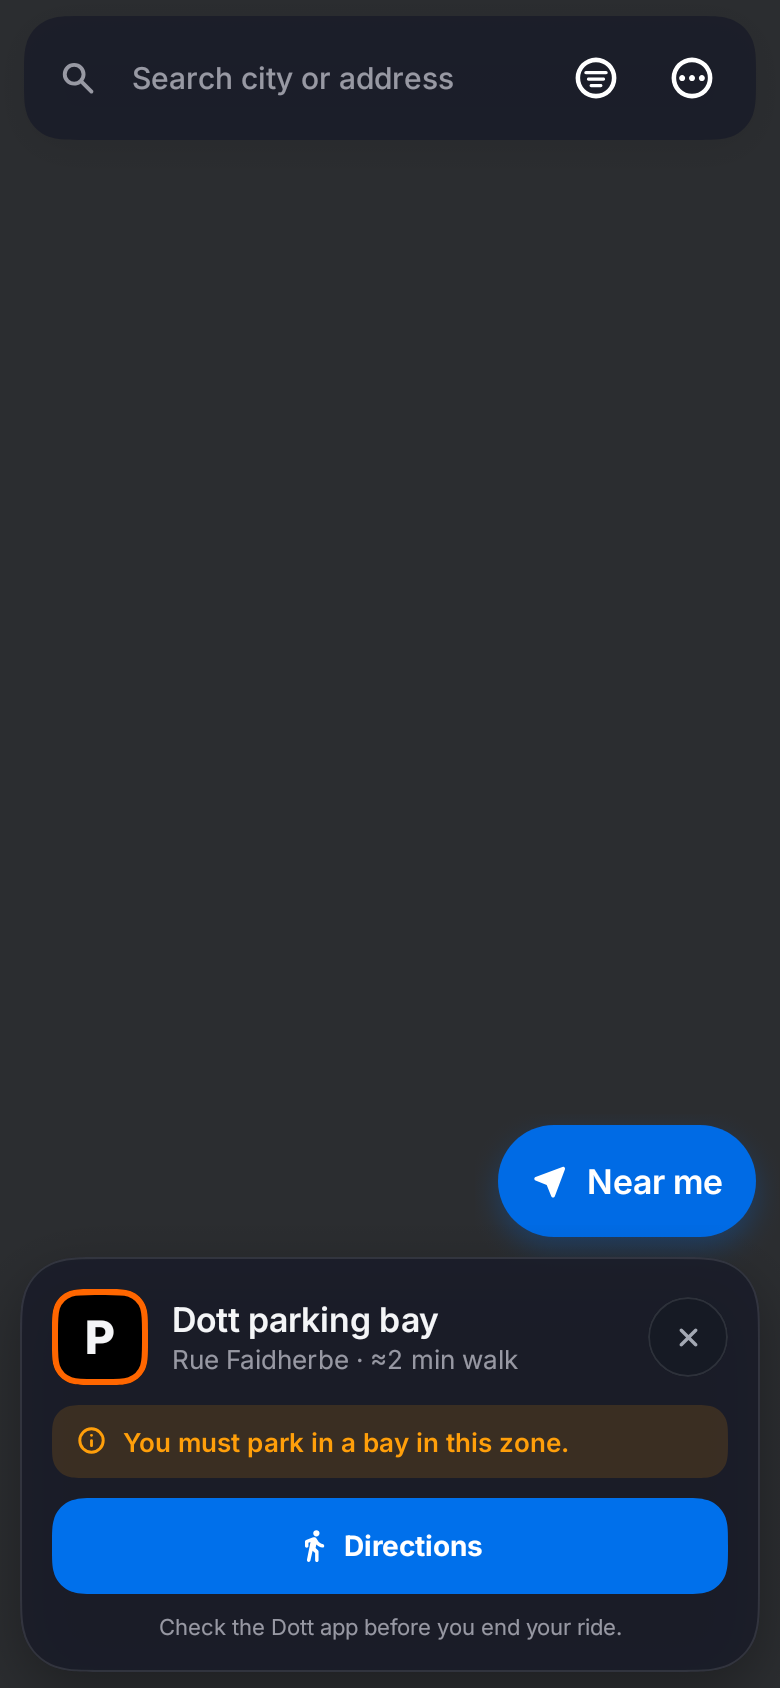 Search city or address
Near me
P
Dott parking bay
Rue Faidherbe · ≈2 min walk
You must park in a bay in this zone.
Directions
Check the Dott app before you end your ride.